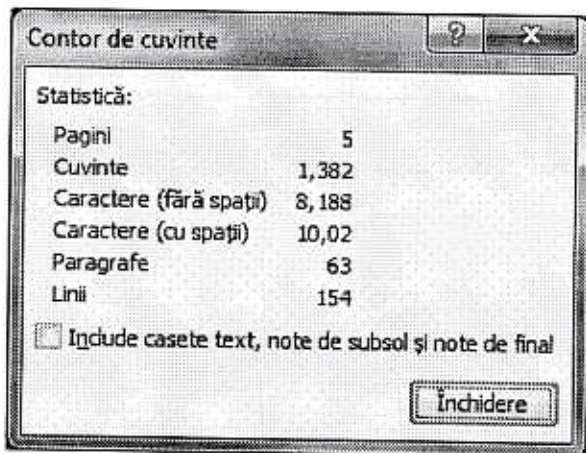 Contor de cuvinte
Statistică:
Pagini 5
Cuvinte 1,382
Caractere (fără spații) 8,188
Caractere (cu spații) 10,02
Paragrafe 63
Linii 154
Include casete text, note de subsol și note de final
Închidere